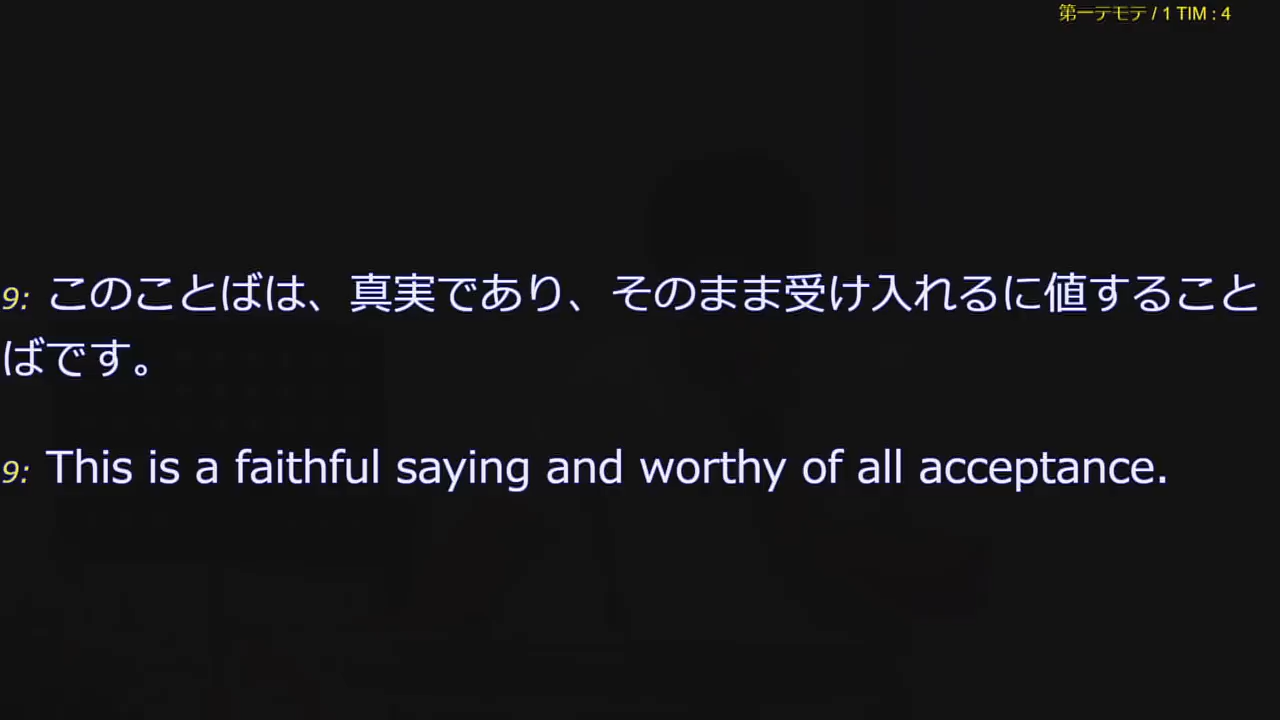 第一テモテ / 1 TIM : 4
9: このことばは、真実であり、そのまま受け入れるに値すること
ばです。
9: This is a faithful saying and worthy of all acceptance.